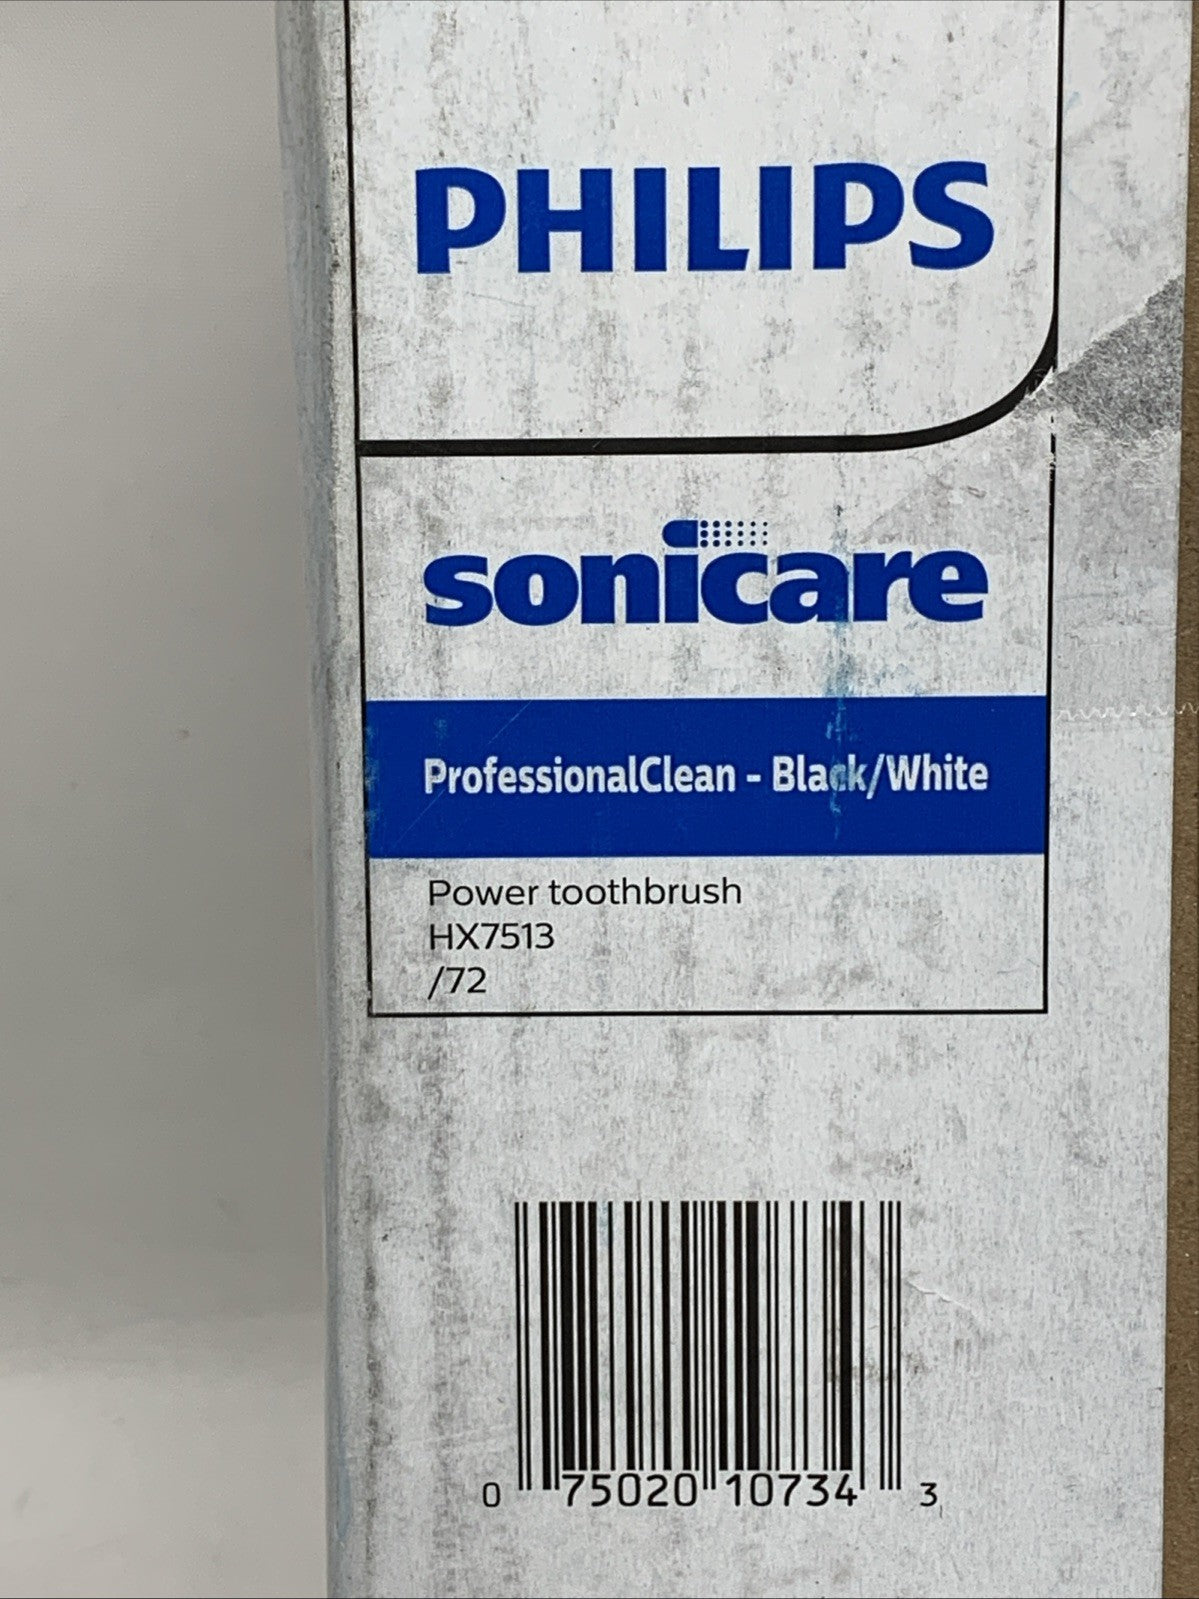 PHILIPS
sonicare
ProfessionalClean - Black/White
Power toothbrush
HX7513
/72
0 75020 10734 3